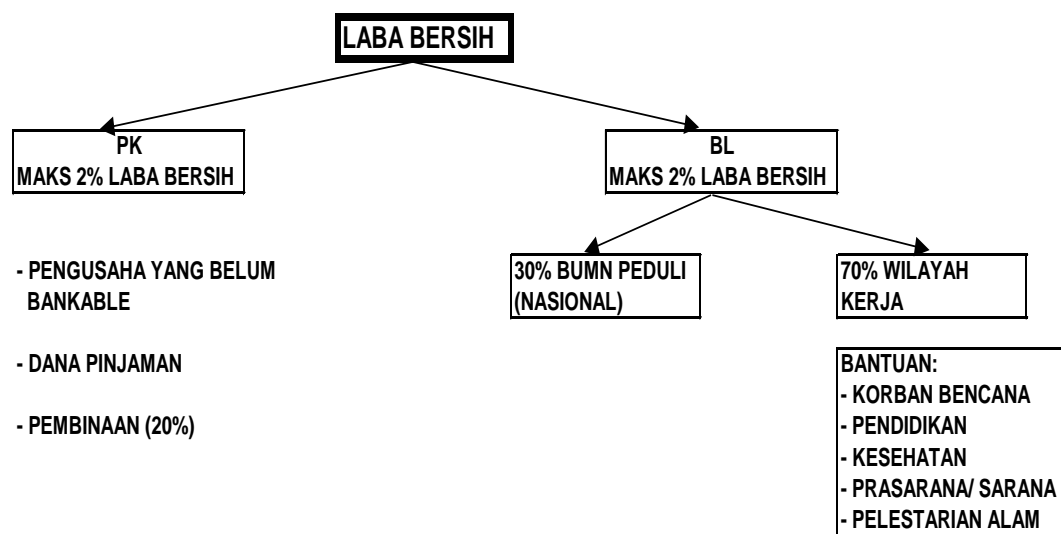 LABA BERSIH
PK
MAKS 2% LABA BERSIH
BL
MAKS 2% LABA BERSIH
- PENGUSAHA YANG BELUM
BANKABLE
- DANA PINJAMAN
- PEMBINAAN (20%)
30% BUMN PEDULI
(NASIONAL)
70% WILAYAH
KERJA
BANTUAN:
- KORBAN BENCANA
- PENDIDIKAN
- KESEHATAN
- PRASARANA/ SARANA
- PELESTARIAN ALAM